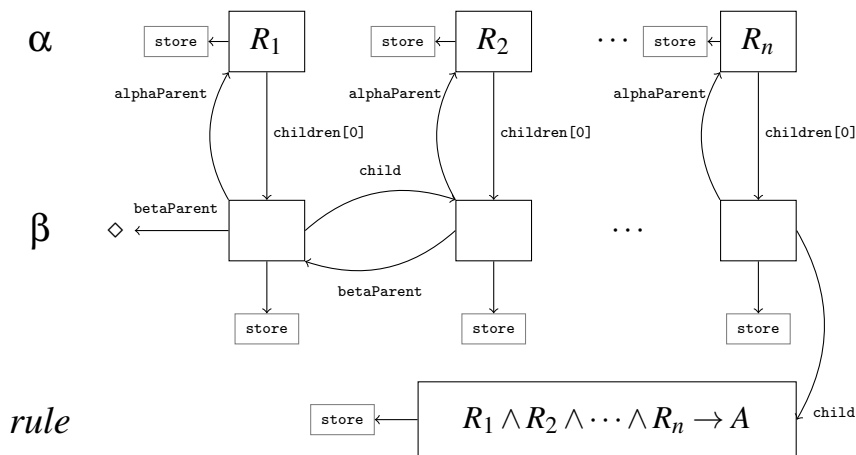 α store R₁ store R₂ ⋯ store Rₙ
alphaParent alphaParent alphaParent
children[0] children[0] children[0]
child
betaParent
β ◇ ⋯
betaParent
store store store
rule store R₁ ∧ R₂ ∧ ⋯ ∧ Rₙ → A child